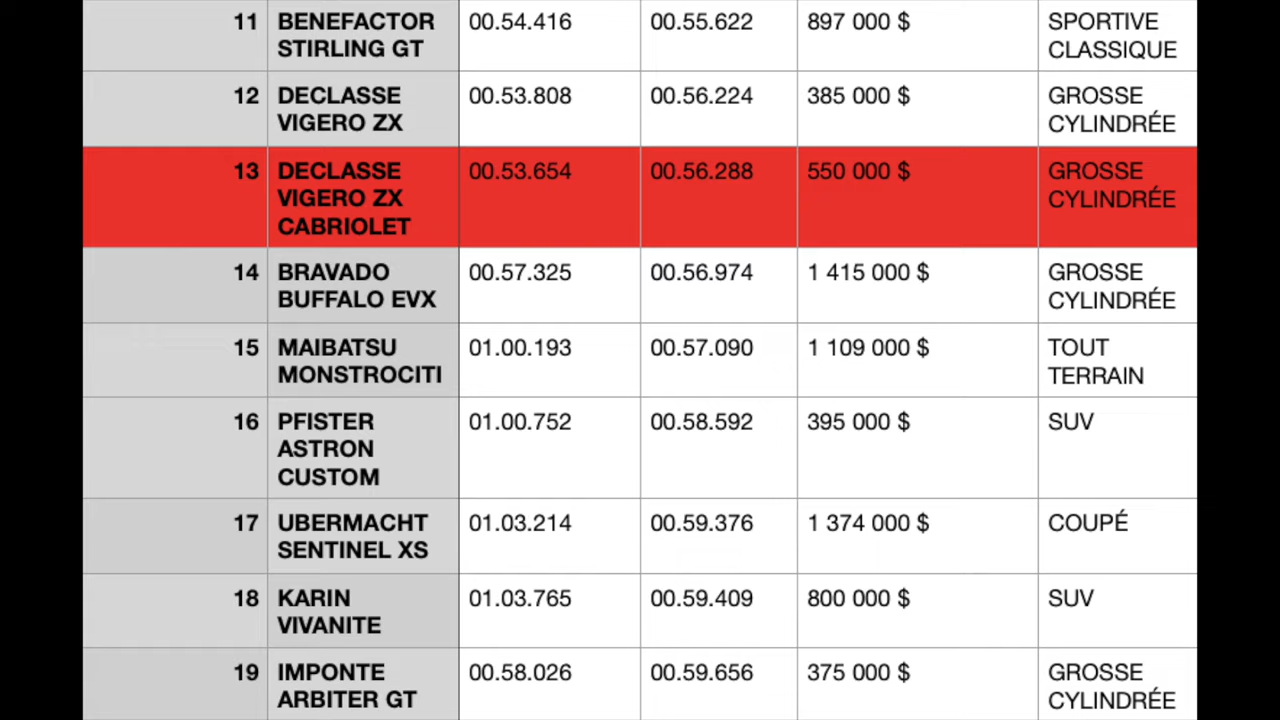 11 BENEFACTOR STIRLING GT 00.54.416 00.55.622 897 000 $ SPORTIVE CLASSIQUE
12 DECLASSE VIGERO ZX 00.53.808 00.56.224 385 000 $ GROSSE CYLINDRÉE
13 DECLASSE VIGERO ZX CABRIOLET 00.53.654 00.56.288 550 000 $ GROSSE CYLINDRÉE
14 BRAVADO BUFFALO EVX 00.57.325 00.56.974 1 415 000 $ GROSSE CYLINDRÉE
15 MAIBATSU MONSTROCITI 01.00.193 00.57.090 1 109 000 $ TOUT TERRAIN
16 PFISTER ASTRON CUSTOM 01.00.752 00.58.592 395 000 $ SUV
17 UBERMACHT SENTINEL XS 01.03.214 00.59.376 1 374 000 $ COUPÉ
18 KARIN VIVANITE 01.03.765 00.59.409 800 000 $ SUV
19 IMPONTE ARBITER GT 00.58.026 00.59.656 375 000 $ GROSSE CYLINDRÉE